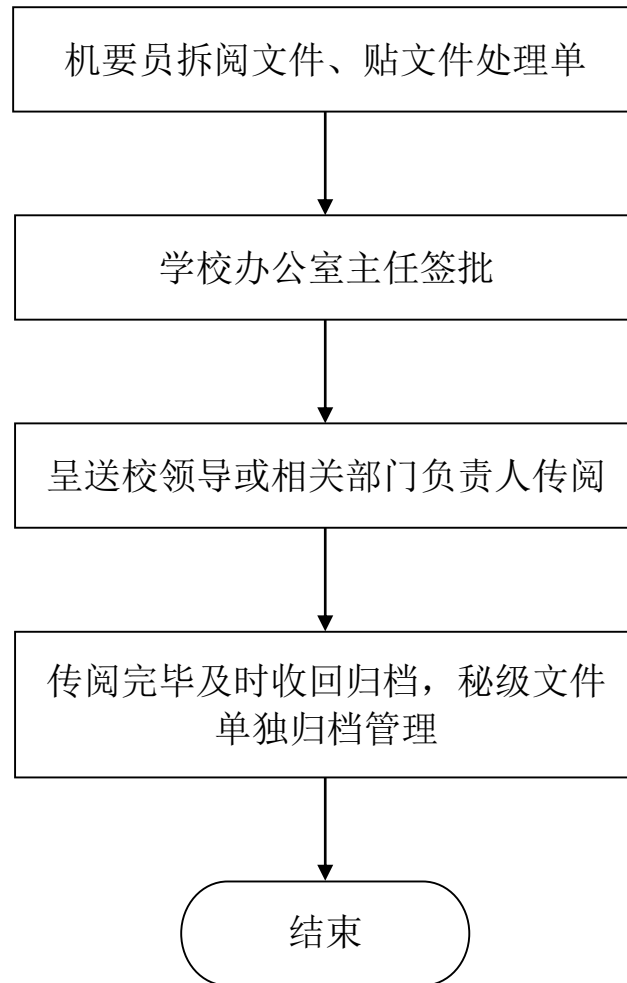 机要员拆阅文件、贴文件处理单
学校办公室主任签批
呈送校领导或相关部门负责人传阅
传阅完毕及时收回归档，秘级文件
单独归档管理
结束